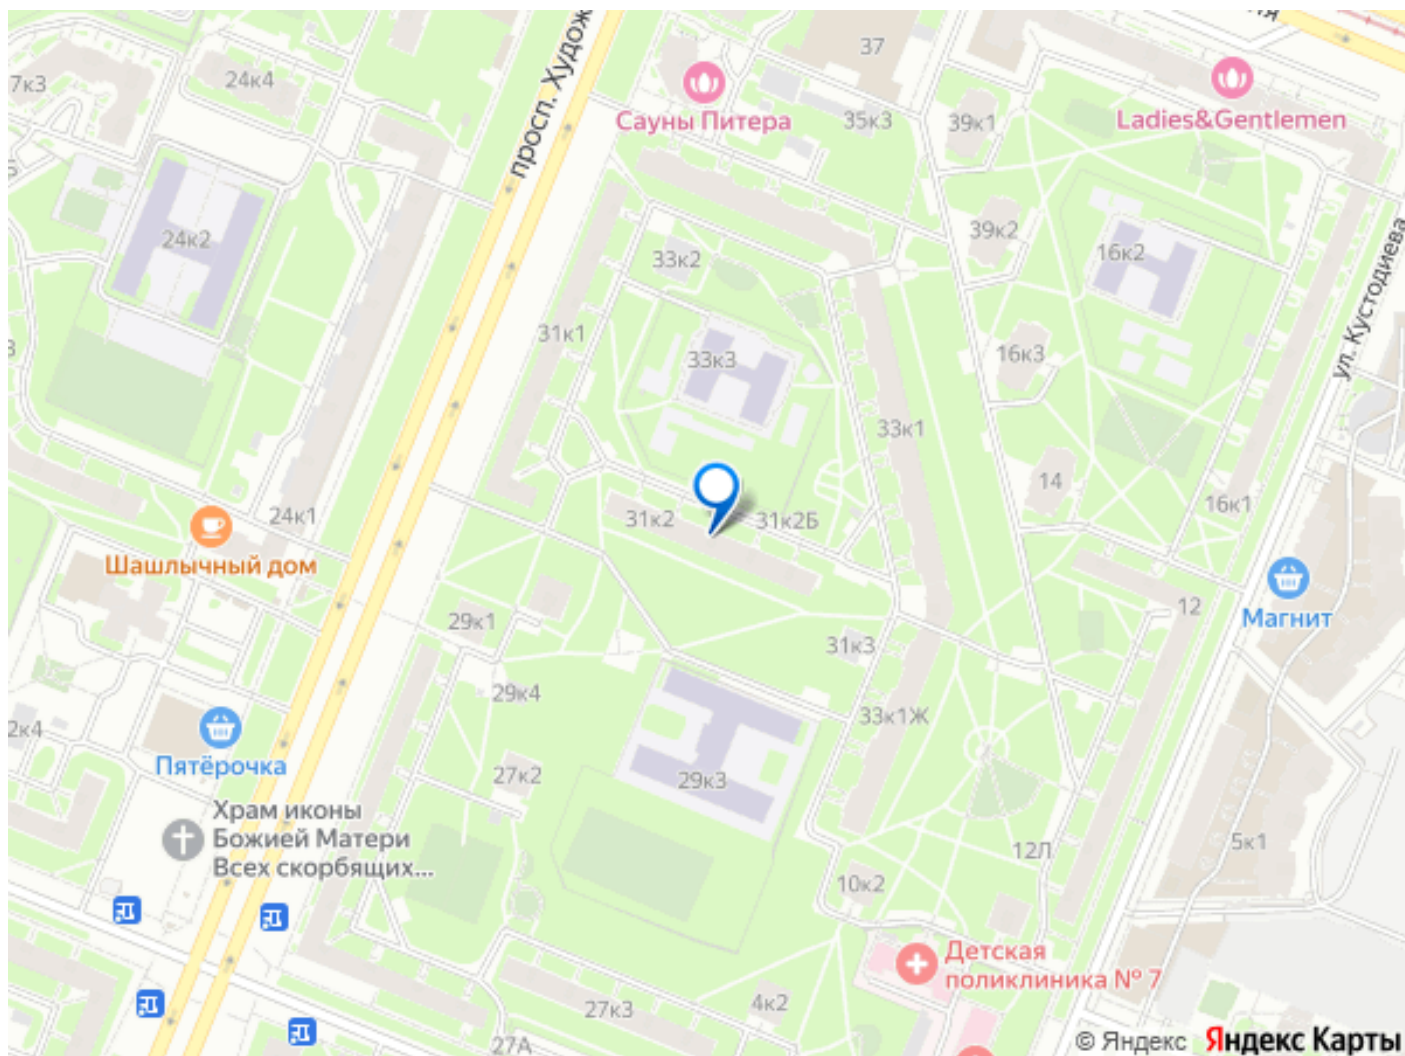 37
7к3
24к4
просп. Худож
Сауны Питера
35к3
39к1
Ladies&Gentlemen
24к2
33к2
39к2
16к2
ул. Кустодиева
31к1
33к3
16к3
33к1
14
16к1
24к1
31к2
31к2Б
Шашлычный дом
29к1
31к3
12
Магнит
29к4
33к1Ж
2к4
Пятёрочка
27к2
29к3
Храм иконы
Божией Матери
Всех скорбящих...
12Л
5к1
10к2
Детская
поликлиника № 7
27к3
4к2
27А
© Яндекс Яндекс Карты